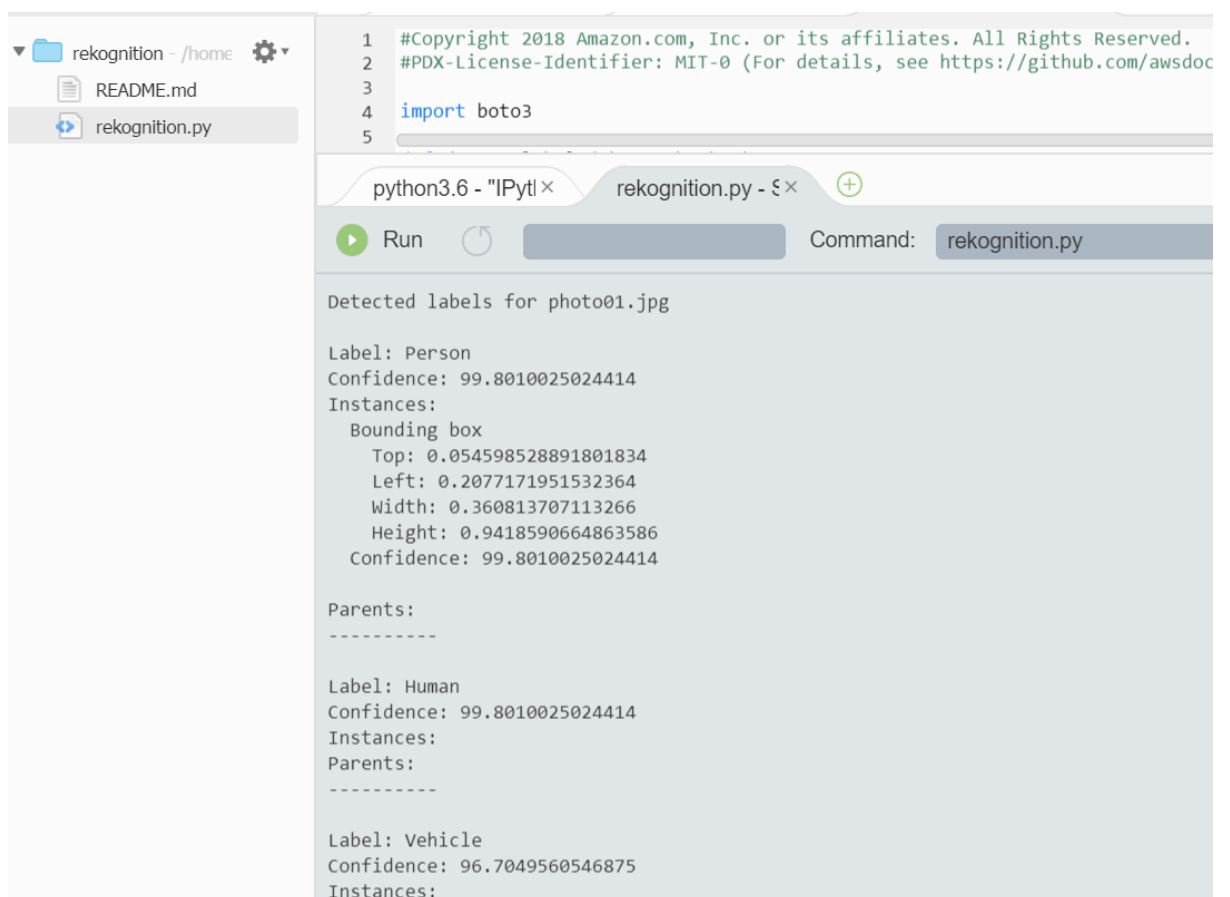 rekognition - /home
README.md
rekognition.py
1 #Copyright 2018 Amazon.com, Inc. or its affiliates. All Rights Reserved.
2 #PDX-License-Identifier: MIT-0 (For details, see https://github.com/awsdoc
3
4 import boto3
5
python3.6 - "IPyt ×
rekognition.py - S ×
Run
Command: rekognition.py
Detected labels for photo01.jpg
Label: Person
Confidence: 99.8010025024414
Instances:
Bounding box
Top: 0.054598528891801834
Left: 0.2077171951532364
Width: 0.360813707113266
Height: 0.9418590664863586
Confidence: 99.8010025024414
Parents:
----------
Label: Human
Confidence: 99.8010025024414
Instances:
Parents:
----------
Label: Vehicle
Confidence: 96.7049560546875
Instances: